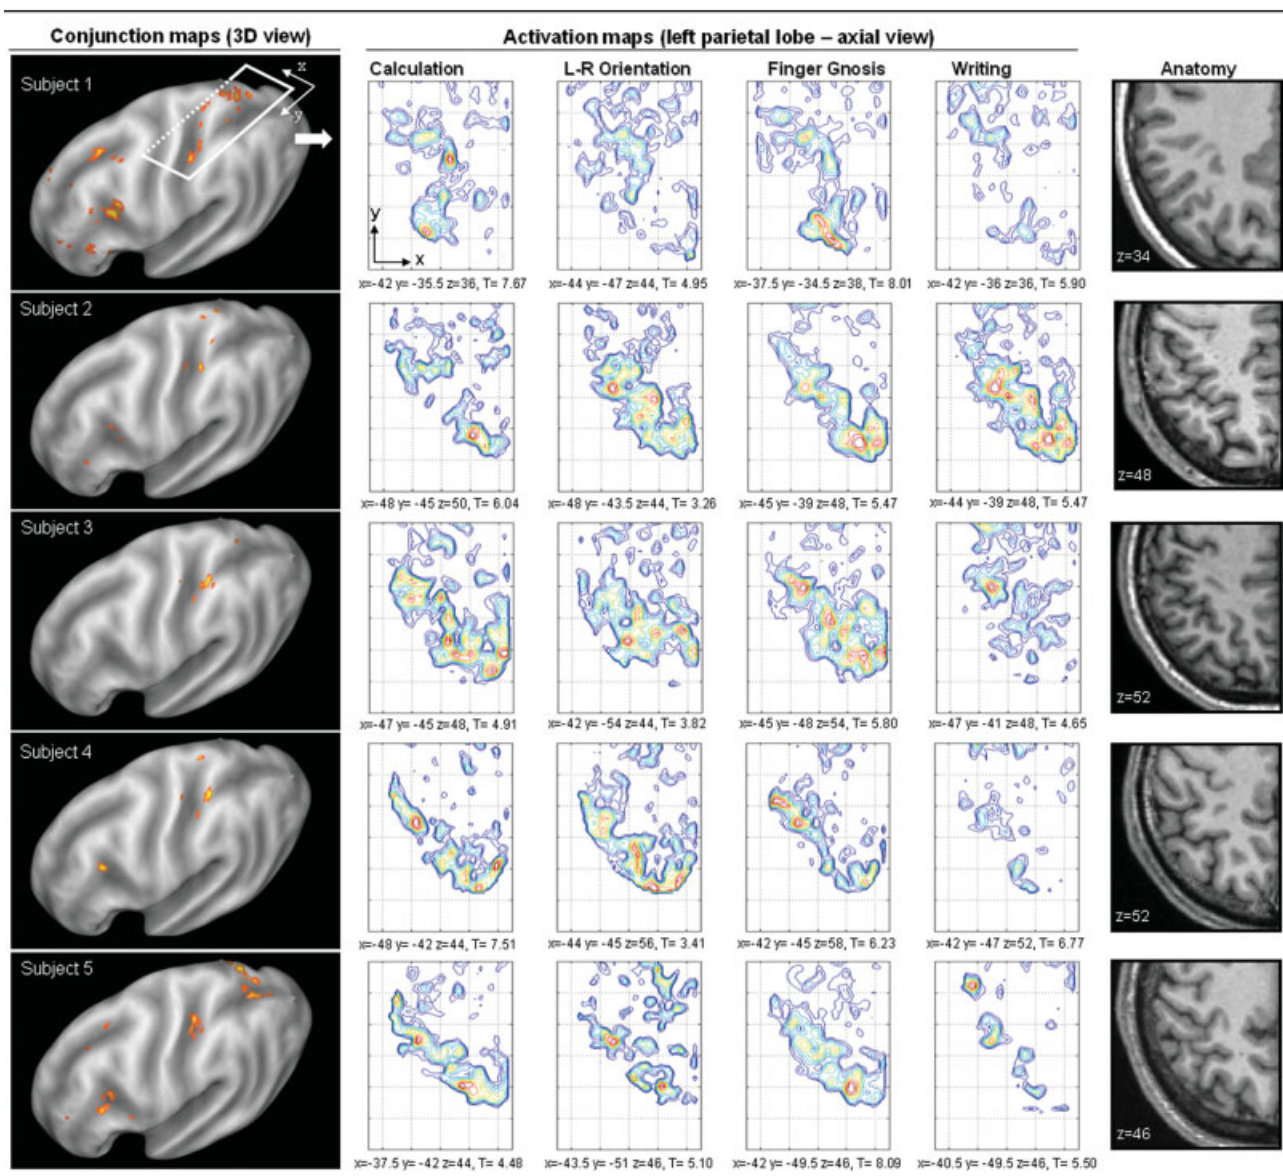 Conjunction maps (3D view)
Activation maps (left parietal lobe – axial view)
Calculation
L-R Orientation
Finger Gnosis
Writing
Anatomy
Subject 1
x
y
y
x
z=34
x=-42 y= -35.5 z=36, T= 7.67
x=-44 y= -47 z=44, T= 4.95
x=-37.5 y= -34.5 z=38, T= 8.01
x=-42 y= -36 z=36, T= 5.90
Subject 2
z=48
x=-48 y= -45 z=50, T= 6.04
x=-48 y= -43.5 z=44, T= 3.26
x=-45 y= -39 z=48, T= 5.47
x=-44 y= -39 z=48, T= 5.47
Subject 3
z=52
x=-47 y= -45 z=48, T= 4.91
x=-42 y= -54 z=44, T= 3.82
x=-45 y= -48 z=54, T= 5.80
x=-47 y= -41 z=48, T= 4.65
Subject 4
z=52
x=-48 y= -42 z=44, T= 7.51
x=-44 y= -45 z=56, T= 3.41
x=-42 y= -45 z=58, T= 6.23
x=-42 y= -47 z=52, T= 6.77
Subject 5
z=46
x=-37.5 y= -42 z=44, T= 4.48
x=-43.5 y= -51 z=46, T= 5.10
x=-42 y= -49.5 z=46, T= 8.09
x=-40.5 y= -49.5 z=46, T= 5.50